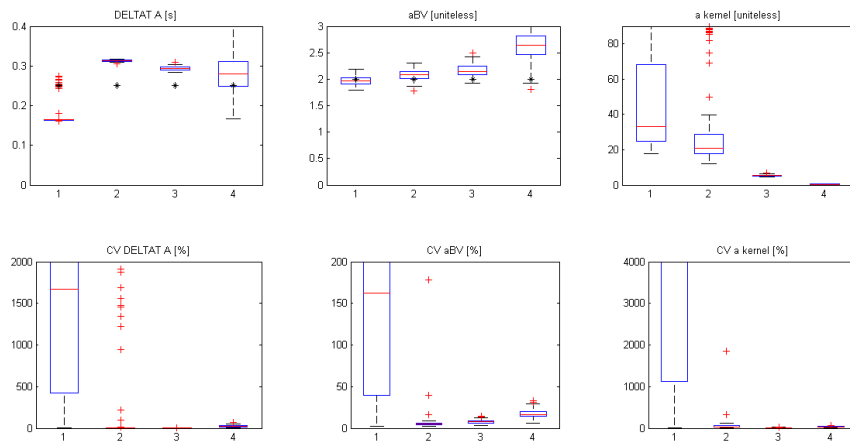 DELTAT A [s]
0.4
0.3
0.2
0.1
0
1 2 3 4
aBV [uniteless]
3
2.5
2
1.5
1
0.5
0
1 2 3 4
a kernel [uniteless]
80
60
40
20
0
1 2 3 4
CV DELTAT A [%]
2000
1500
1000
500
0
1 2 3 4
CV aBV [%]
200
150
100
50
0
1 2 3 4
CV a kernel [%]
4000
3000
2000
1000
0
1 2 3 4